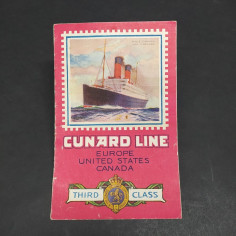 CUNARD LINE
EUROPE
UNITED STATES
CANADA
THIRD CLASS